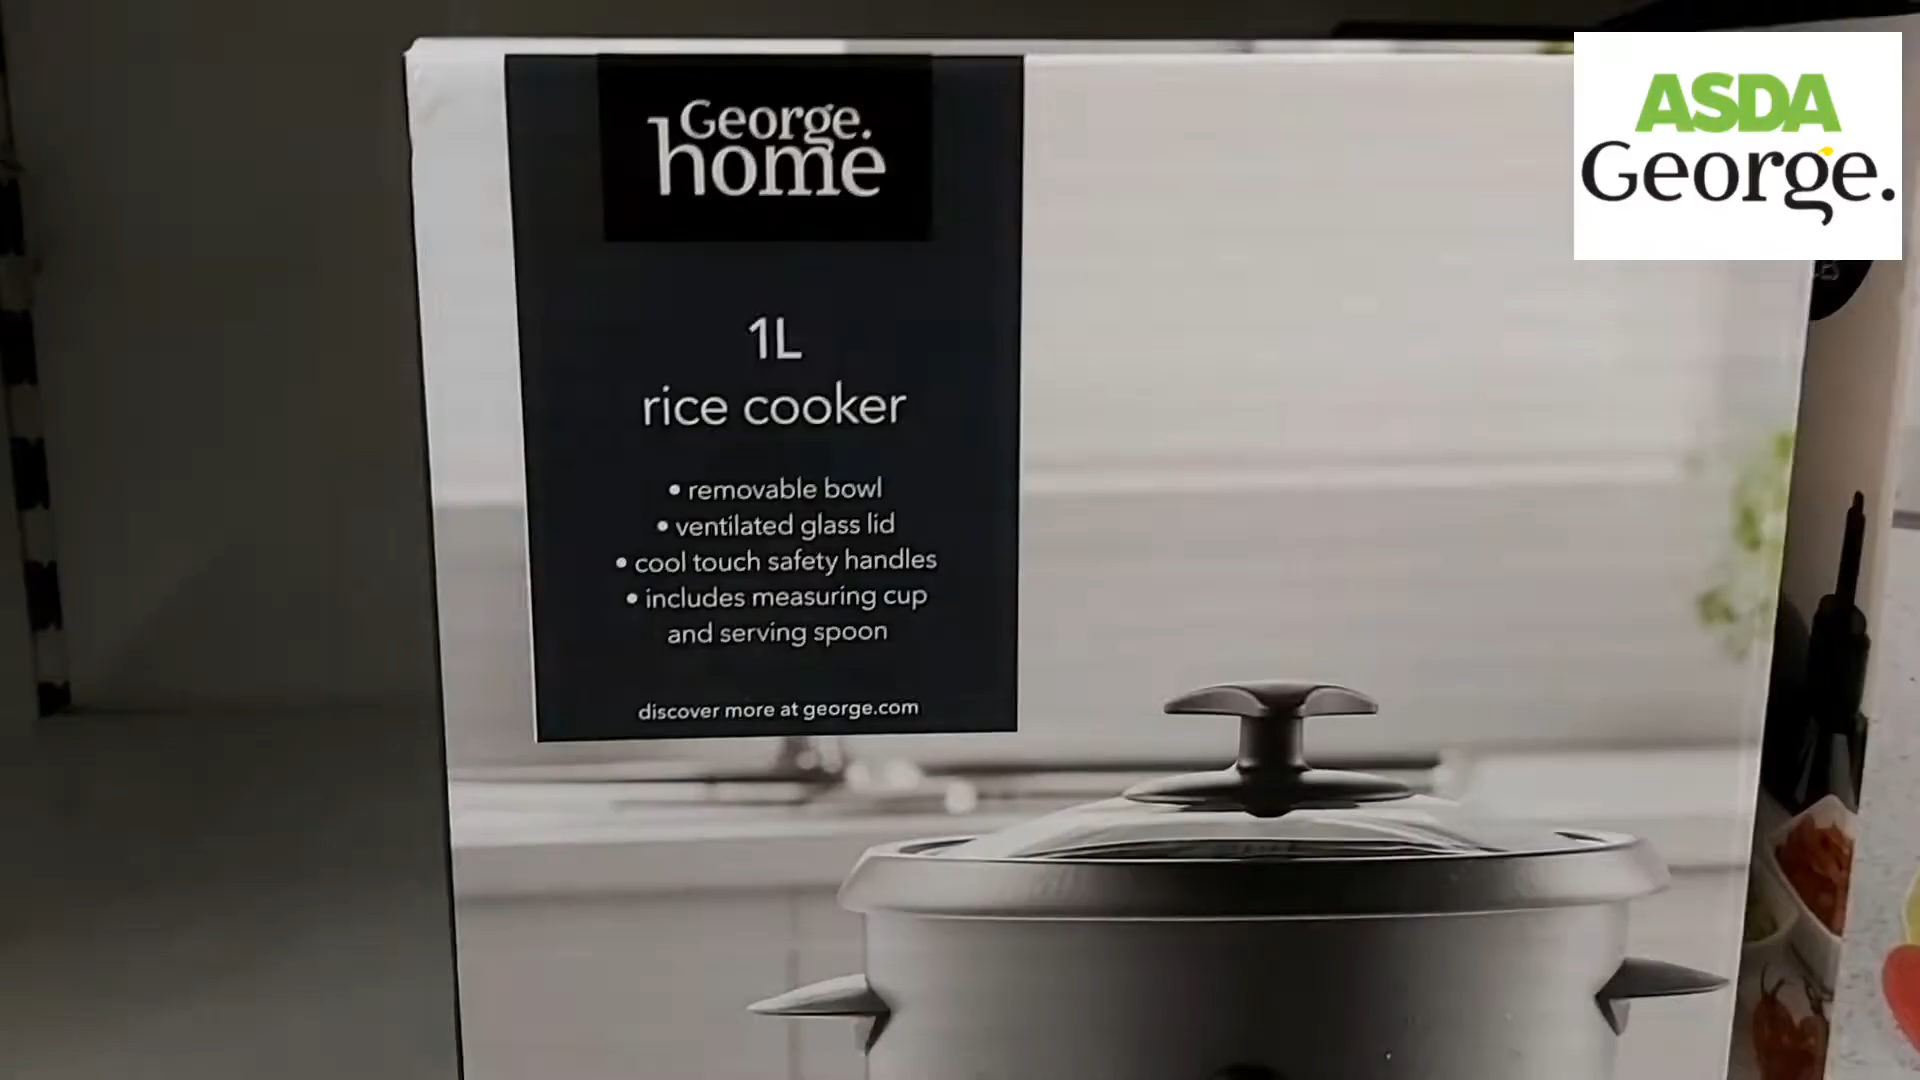 George.
home
1L
rice cooker
• removable bowl
• ventilated glass lid
• cool touch safety handles
• includes measuring cup
and serving spoon
discover more at george.com
ASDA
George.